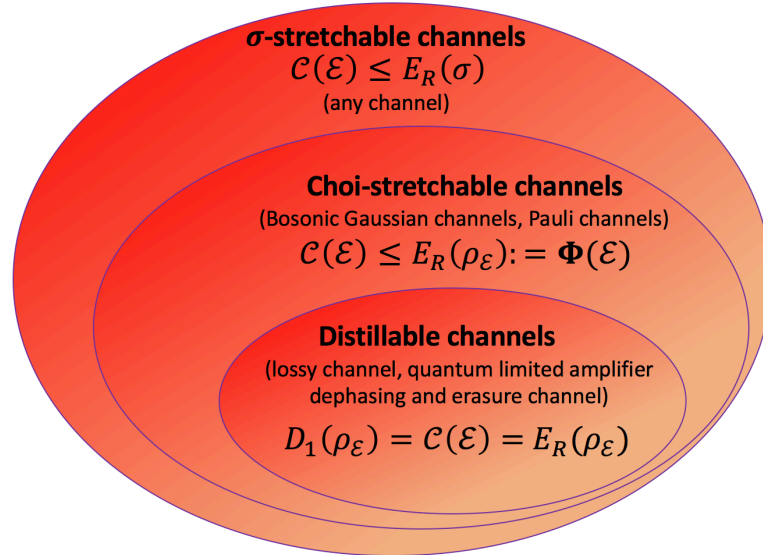 σ-stretchable channels
𝒞(ℰ) ≤ E_R(σ)
(any channel)
Choi-stretchable channels
(Bosonic Gaussian channels, Pauli channels)
𝒞(ℰ) ≤ E_R(ρ_ℰ): = Φ(ℰ)
Distillable channels
(lossy channel, quantum limited amplifier
dephasing and erasure channel)
D_1(ρ_ℰ) = 𝒞(ℰ) = E_R(ρ_ℰ)